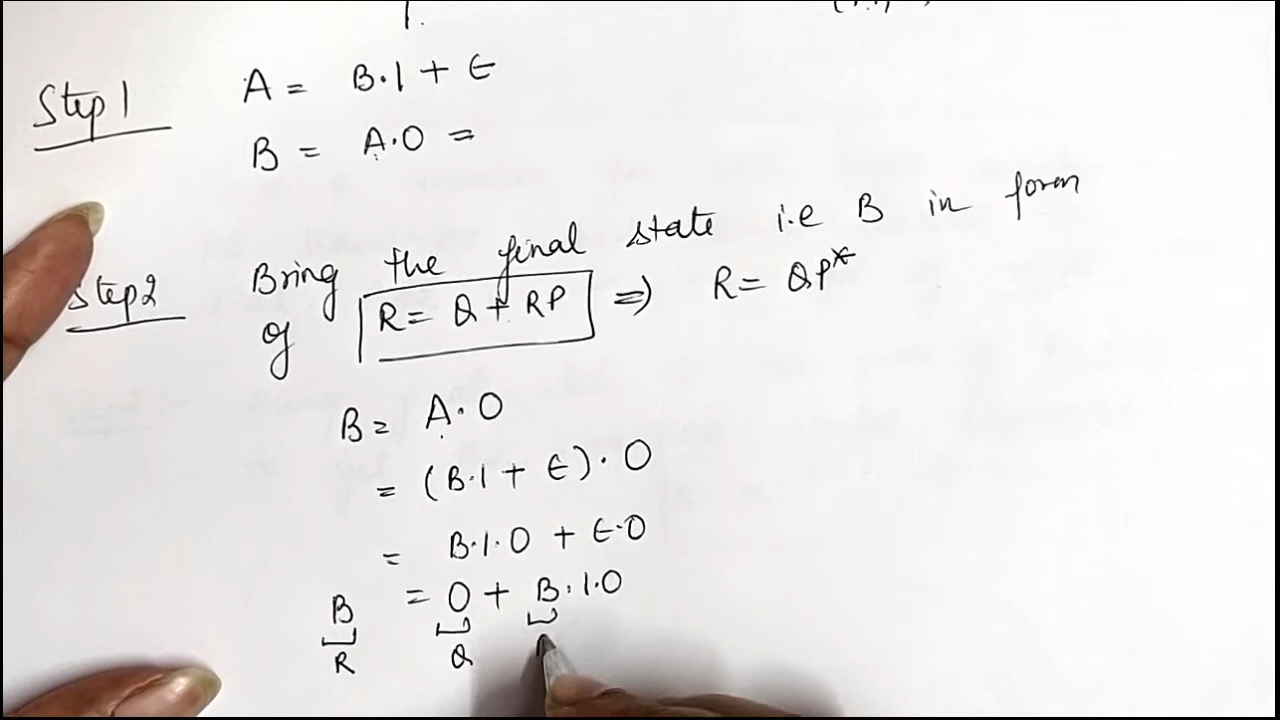 Step 1 A = B.1 + ε
B = A.0 =
Step 2 Bring the final state i.e B in form
of R = Q + RP ⇒ R = QP*
B = A.0
= (B.1 + ε).0
= B.1.0 + ε.0
B = 0 + B.1.0
R Q